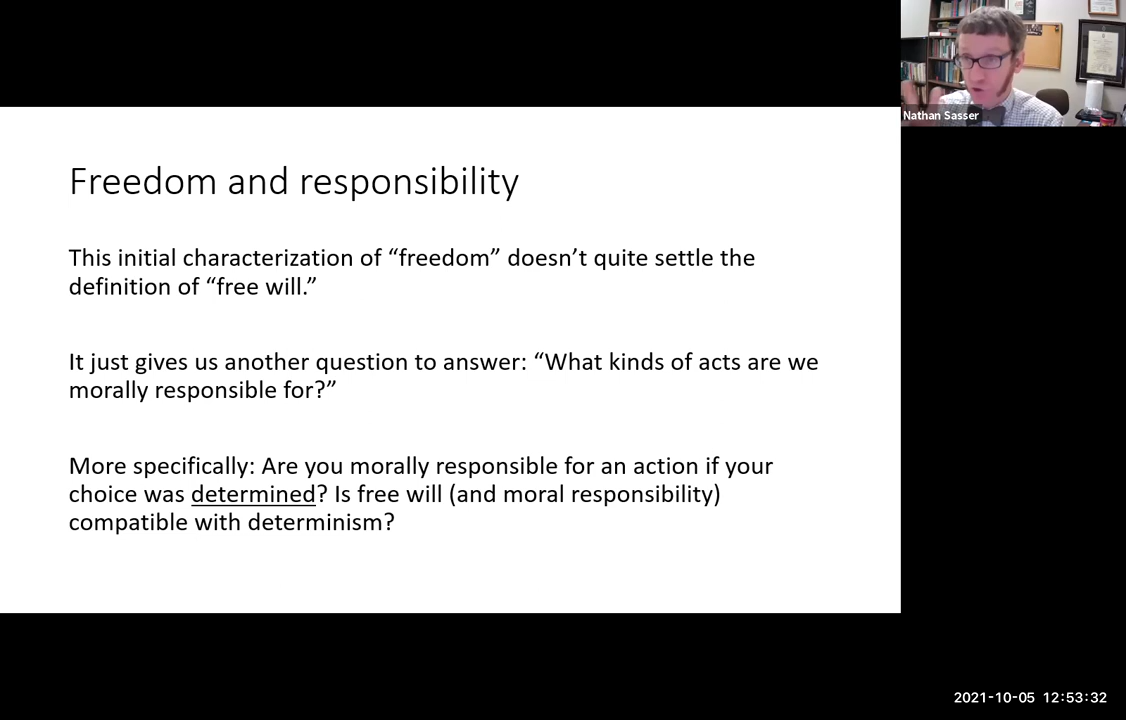 Nathan Sasser
Freedom and responsibility
This initial characterization of “freedom” doesn’t quite settle the
definition of “free will.”
It just gives us another question to answer: “What kinds of acts are we
morally responsible for?”
More specifically: Are you morally responsible for an action if your
choice was determined? Is free will (and moral responsibility)
compatible with determinism?
2021-10-05 12:53:32